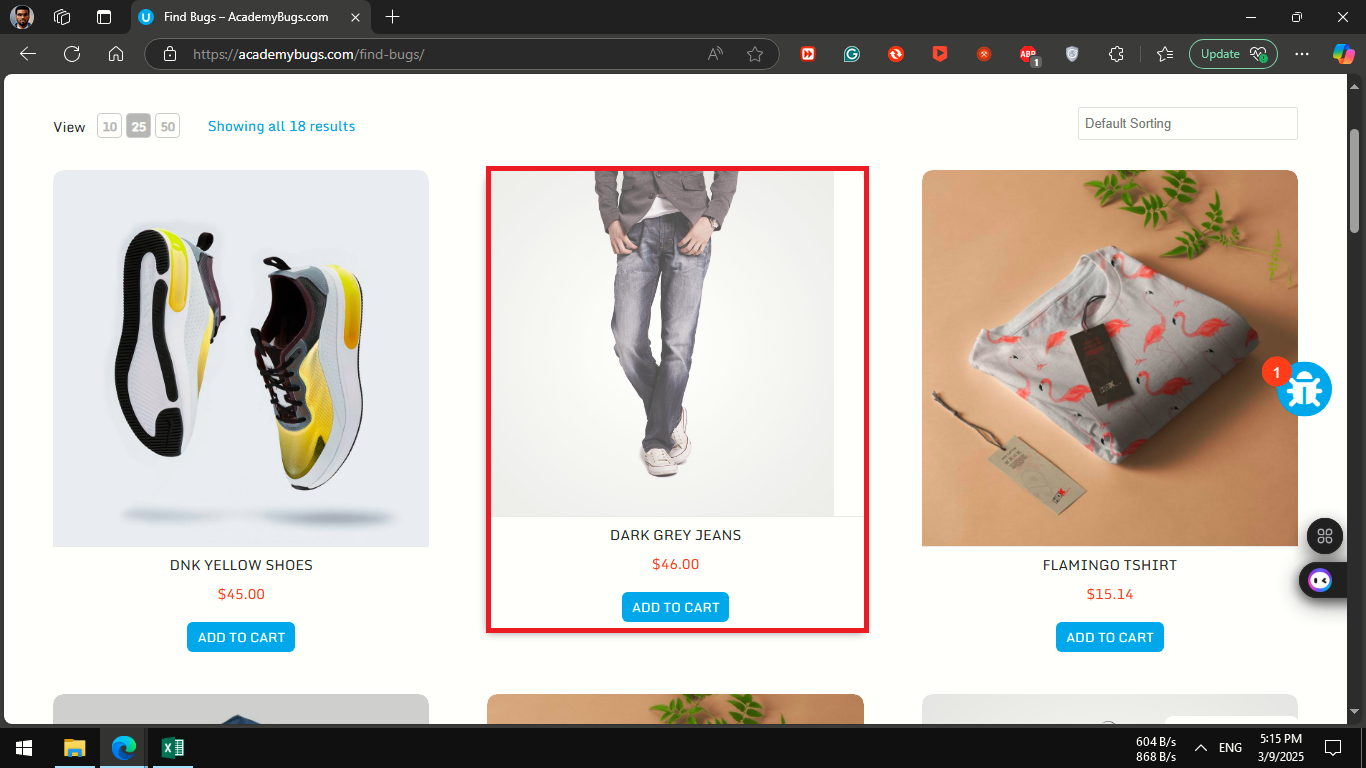 Find Bugs – AcademyBugs.com
https://academybugs.com/find-bugs/
A
ABP
1
Update
View 10 25 50 Showing all 18 results
Default Sorting
1
DNK YELLOW SHOES
$45.00
ADD TO CART
DARK GREY JEANS
$46.00
ADD TO CART
FLAMINGO TSHIRT
$15.14
ADD TO CART
604 B/s
868 B/s
ENG
5:15 PM
3/9/2025